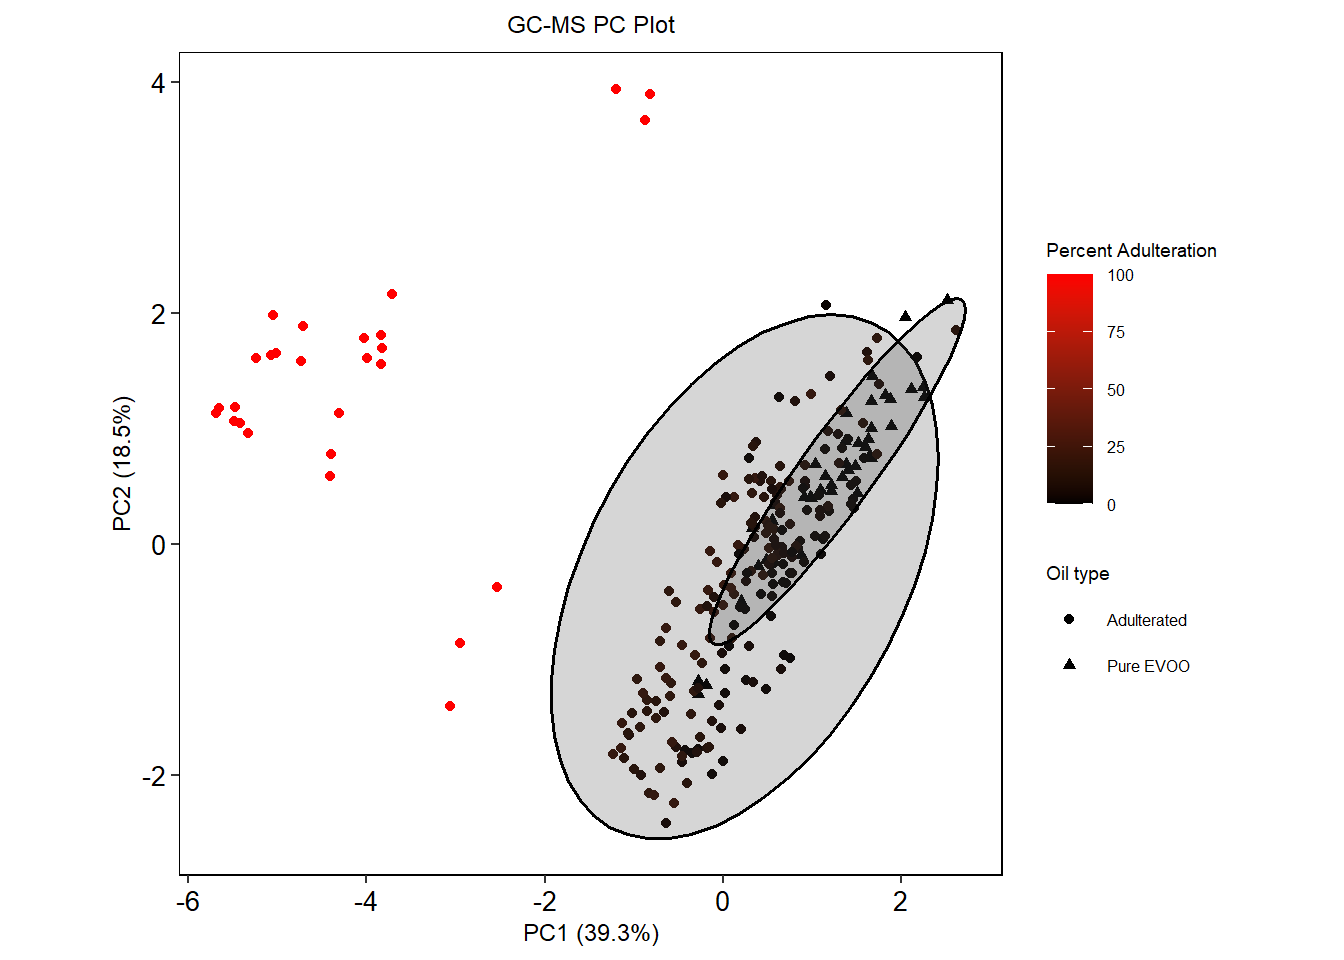 GC-MS PC Plot
4
2
0
-2
PC2 (18.5%)
-6
-4
-2
0
2
PC1 (39.3%)
Percent Adulteration
100
75
50
25
0
Oil type
Adulterated
Pure EVOO